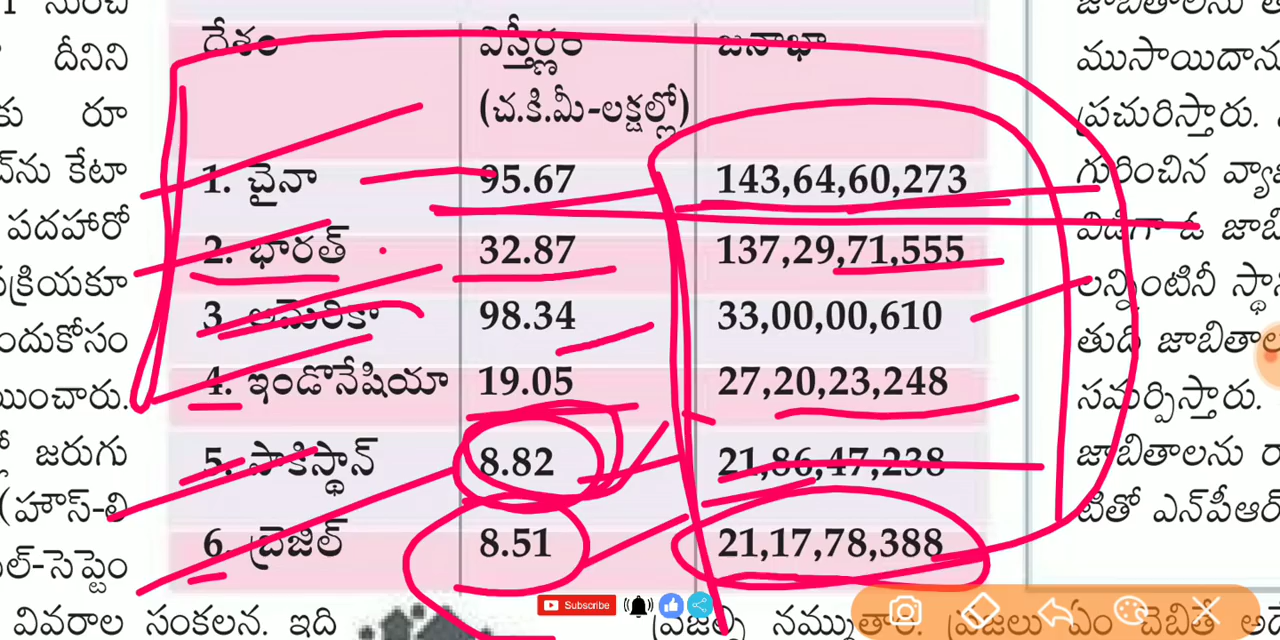 1 నుంచి
దీనిని
కు రూ
ను కేటా
పదహారో
కూ
ందుకోసం
యించారు.
జరుగు
(హౌస్-లి
ల్-సెప్టెం
వివరాల సంకలన. ఇది
దేశం విస్తీర్ణం జనాభా
(చ.కి.మీ-లక్షల్లో)
1. చైనా 95.67 143,64,60,273
2. భారత్ 32.87 137,29,71,555
3. అమెరికా 98.34 33,00,00,610
4. ఇండొనేషియా 19.05 27,20,23,248
5. పాకిస్థాన్ 8.82 21,86,47,238
6. బ్రెజిల్ 8.51 21,17,78,388
Subscribe
నమ్ముతారు.
జాబితాలను
ముసాయిదాను
ప్రచురిస్తారు.
గురించిన
విడిగా డ జాబి
లన్నింటినీ స్థాన
తుది జాబితాల
సమర్పిస్తారు.
జాబితాలను
టితో ఎన్‌పీఆర్